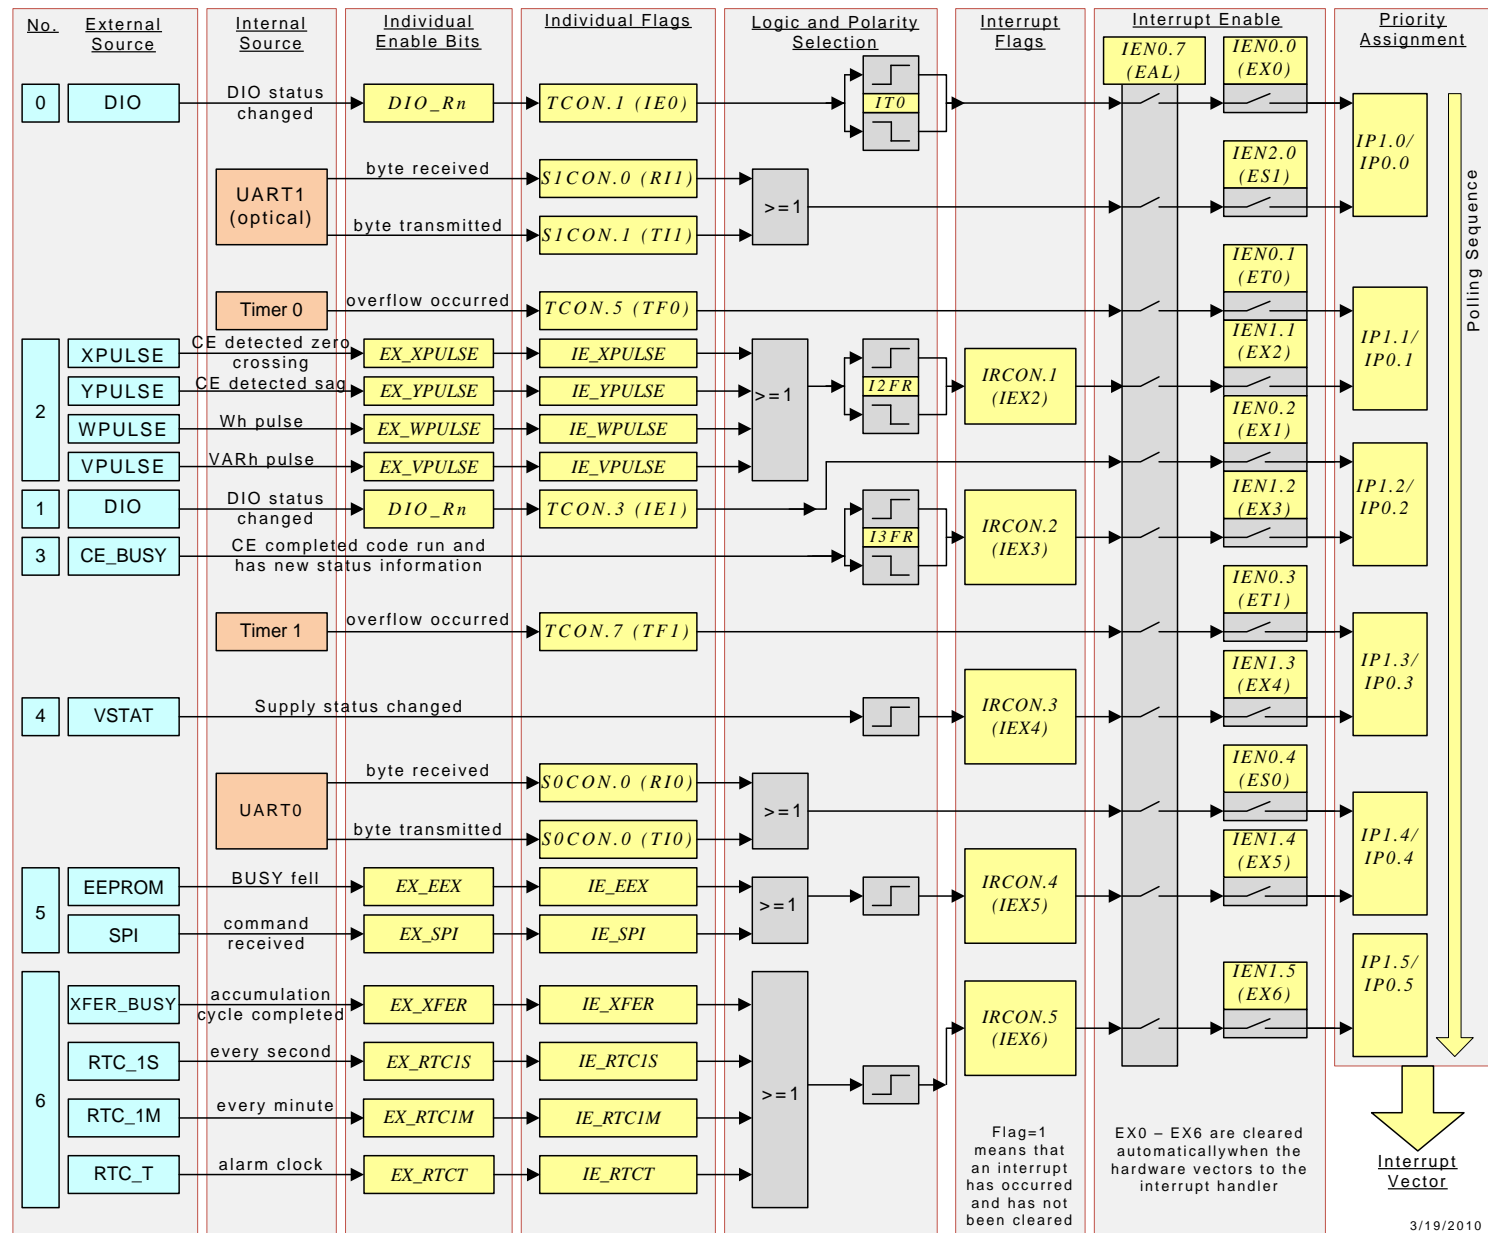 No.
External
Source
Internal
Source
Individual
Enable Bits
Individual Flags
Logic and Polarity
Selection
Interrupt
Flags
Interrupt Enable
Priority
Assignment
IEN0.7
(EAL)
IEN0.0
(EX0)
0
DIO
DIO status
changed
DIO_Rn
TCON.1 (IE0)
IT0
IP1.0/
IP0.0
UART1
(optical)
byte received
S1CON.0 (RI1)
byte transmitted
S1CON.1 (TI1)
>=1
IEN2.0
(ES1)
Polling Sequence
Timer 0
overflow occurred
TCON.5 (TF0)
IEN0.1
(ET0)
IP1.1/
IP0.1
2
XPULSE
CE detected zero
crossing
EX_XPULSE
IE_XPULSE
YPULSE
CE detected sag
EX_YPULSE
IE_YPULSE
WPULSE
Wh pulse
EX_WPULSE
IE_WPULSE
VPULSE
VARh pulse
EX_VPULSE
IE_VPULSE
>=1
I2FR
IRCON.1
(IEX2)
IEN1.1
(EX2)
1
DIO
DIO status
changed
DIO_Rn
TCON.3 (IE1)
IEN0.2
(EX1)
IP1.2/
IP0.2
3
CE_BUSY
CE completed code run and
has new status information
I3FR
IRCON.2
(IEX3)
IEN1.2
(EX3)
Timer 1
overflow occurred
TCON.7 (TF1)
IEN0.3
(ET1)
IP1.3/
IP0.3
4
VSTAT
Supply status changed
IRCON.3
(IEX4)
IEN1.3
(EX4)
UART0
byte received
S0CON.0 (RI0)
byte transmitted
S0CON.0 (TI0)
>=1
IEN0.4
(ES0)
IP1.4/
IP0.4
5
EEPROM
BUSY fell
EX_EEX
IE_EEX
SPI
command
received
EX_SPI
IE_SPI
>=1
IRCON.4
(IEX5)
IEN1.4
(EX5)
6
XFER_BUSY
accumulation
cycle completed
EX_XFER
IE_XFER
RTC_1S
every second
EX_RTC1S
IE_RTC1S
RTC_1M
every minute
EX_RTC1M
IE_RTC1M
RTC_T
alarm clock
EX_RTCT
IE_RTCT
>=1
IRCON.5
(IEX6)
IEN1.5
(EX6)
IP1.5/
IP0.5
Flag=1
means that
an interrupt
has occurred
and has not
been cleared
EX0 – EX6 are cleared
automaticallywhen the
hardware vectors to the
interrupt handler
Interrupt
Vector
3/19/2010